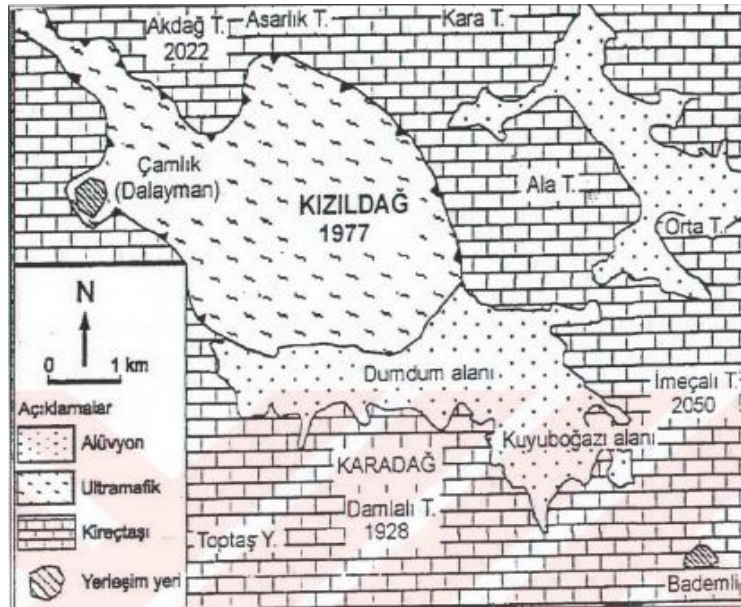 Akdağ T.
2022
Asarlık T.
Kara T.
Çamlık
(Dalayman)
KIZILDAĞ
1977
Ala T.
Orta T.
N
0 1 km
Dumdum alanı
İmeçalı T.
2050
Açıklamalar
Alüvyon
Kuyuboğazı alanı
KARADAĞ
Ultramafik
Damlalı T.
1928
Kireçtaşı
Toptaş Y.
Yerleşim yeri
Bademli